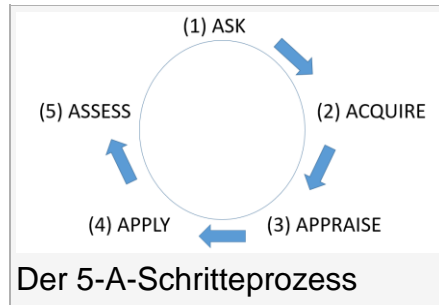 (1) ASK
(2) ACQUIRE
(3) APPRAISE
(4) APPLY
(5) ASSESS
Der 5-A-Schritteprozess